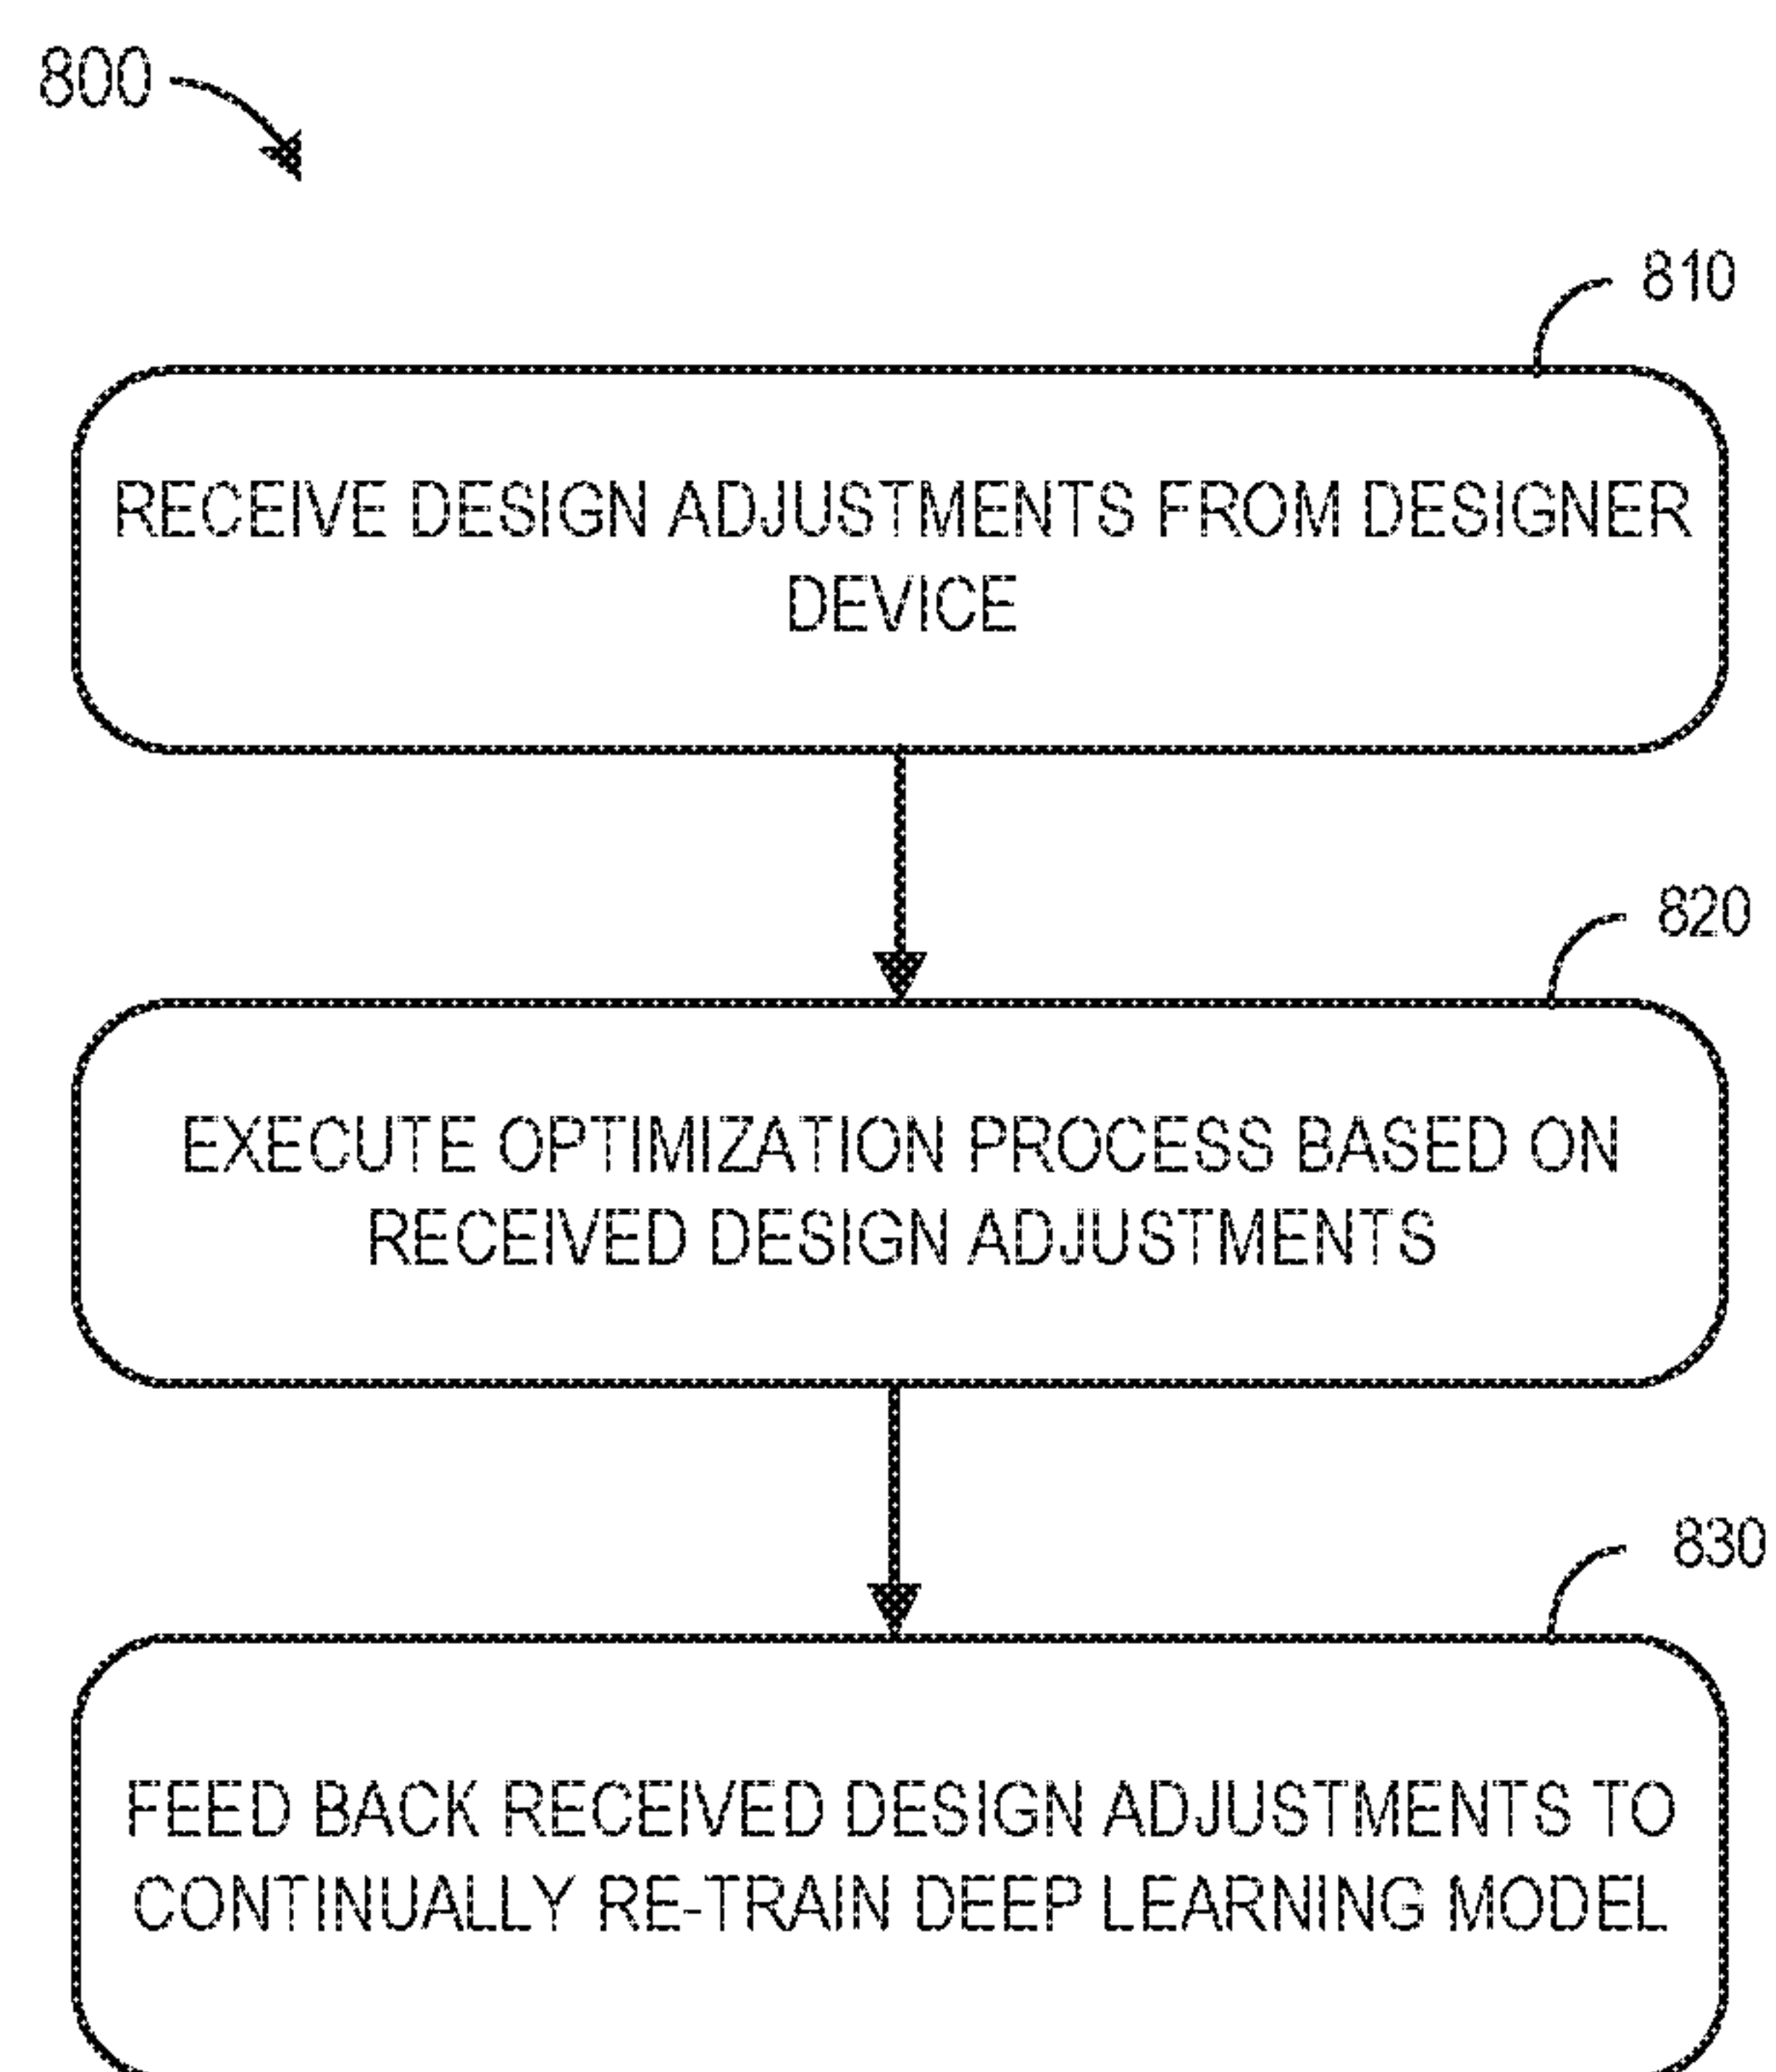 800
810
RECEIVE DESIGN ADJUSTMENTS FROM DESIGNER
DEVICE
820
EXECUTE OPTIMIZATION PROCESS BASED ON
RECEIVED DESIGN ADJUSTMENTS
830
FEED BACK RECEIVED DESIGN ADJUSTMENTS TO
CONTINUALLY RE-TRAIN DEEP LEARNING MODEL